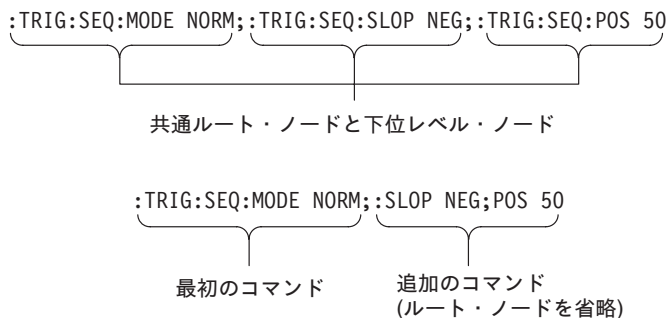 :TRIG:SEQ:MODE NORM;:TRIG:SEQ:SLOP NEG;:TRIG:SEQ:POS 50
共通ルート・ノードと下位レベル・ノード
:TRIG:SEQ:MODE NORM;:SLOP NEG;POS 50
最初のコマンド
追加のコマンド
(ルート・ノードを省略)